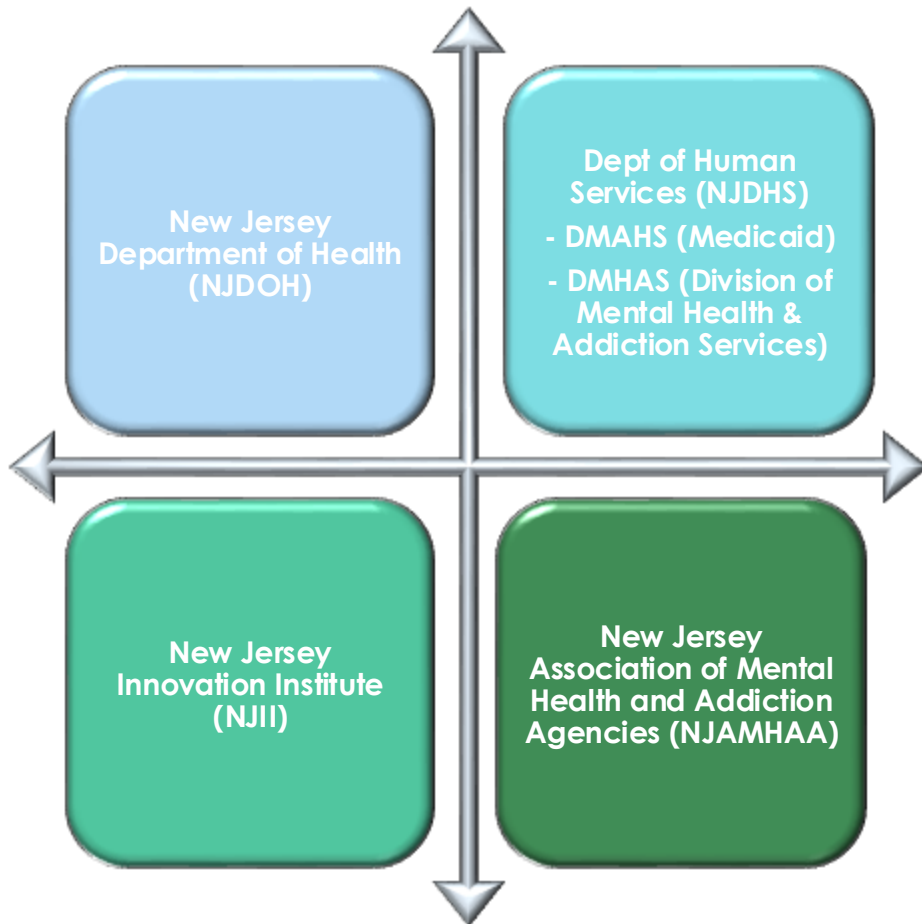 New Jersey
Department of Health
(NJDOH)
Dept of Human
Services (NJDHS)
- DMAHS (Medicaid)
- DMHAS (Division of
Mental Health &
Addiction Services)
New Jersey
Innovation Institute
(NJII)
New Jersey
Association of Mental
Health and Addiction
Agencies (NJAMHAA)